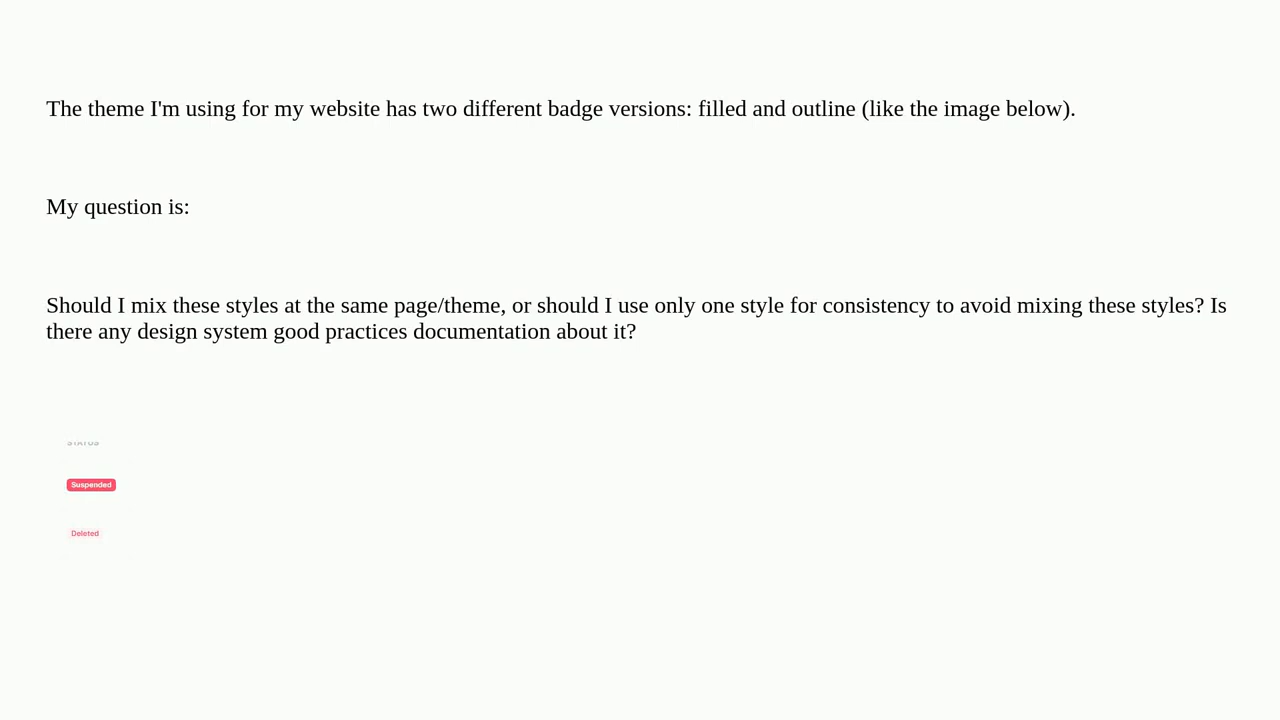 The theme I'm using for my website has two different badge versions: filled and outline (like the image below).
My question is:
Should I mix these styles at the same page/theme, or should I use only one style for consistency to avoid mixing these styles? Is
there any design system good practices documentation about it?
STATUS
Suspended
Deleted